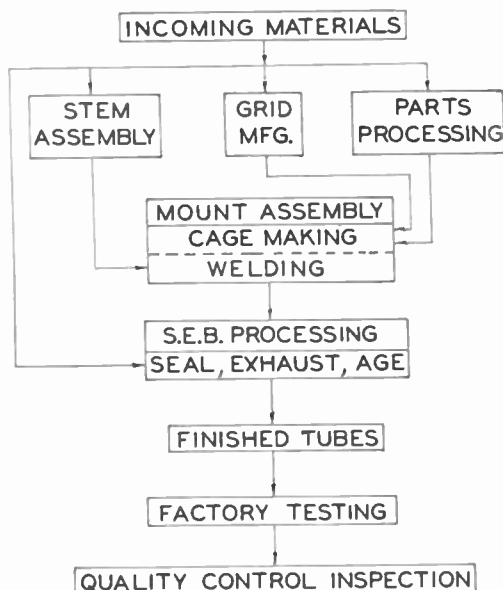 INCOMING MATERIALS
STEM
ASSEMBLY
GRID
MFG.
PARTS
PROCESSING
MOUNT ASSEMBLY
CAGE MAKING
WELDING
S.E.B. PROCESSING
SEAL, EXHAUST, AGE
FINISHED TUBES
FACTORY TESTING
QUALITY CONTROL INSPECTION